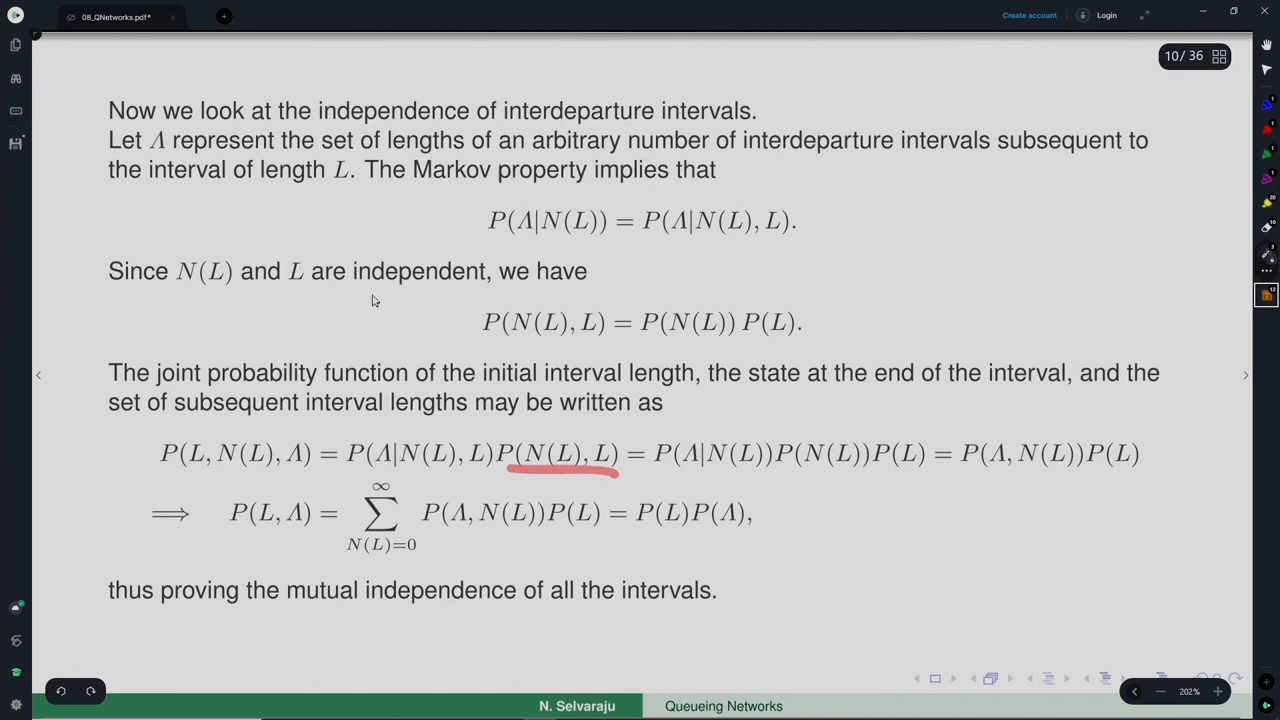 08_QNetworks.pdf*
Create account
Login
10/36
Now we look at the independence of interdeparture intervals.
Let Λ represent the set of lengths of an arbitrary number of interdeparture intervals subsequent to
the interval of length L. The Markov property implies that
P(Λ|N(L)) = P(Λ|N(L), L).
Since N(L) and L are independent, we have
P(N(L), L) = P(N(L)) P(L).
The joint probability function of the initial interval length, the state at the end of the interval, and the
set of subsequent interval lengths may be written as
P(L, N(L), Λ) = P(Λ|N(L), L)P(N(L), L) = P(Λ|N(L))P(N(L))P(L) = P(Λ, N(L))P(L)
⟹ P(L, Λ) = ∑_{N(L)=0}^{∞} P(Λ, N(L))P(L) = P(L)P(Λ),
thus proving the mutual independence of all the intervals.
202%
N. Selvaraju
Queueing Networks